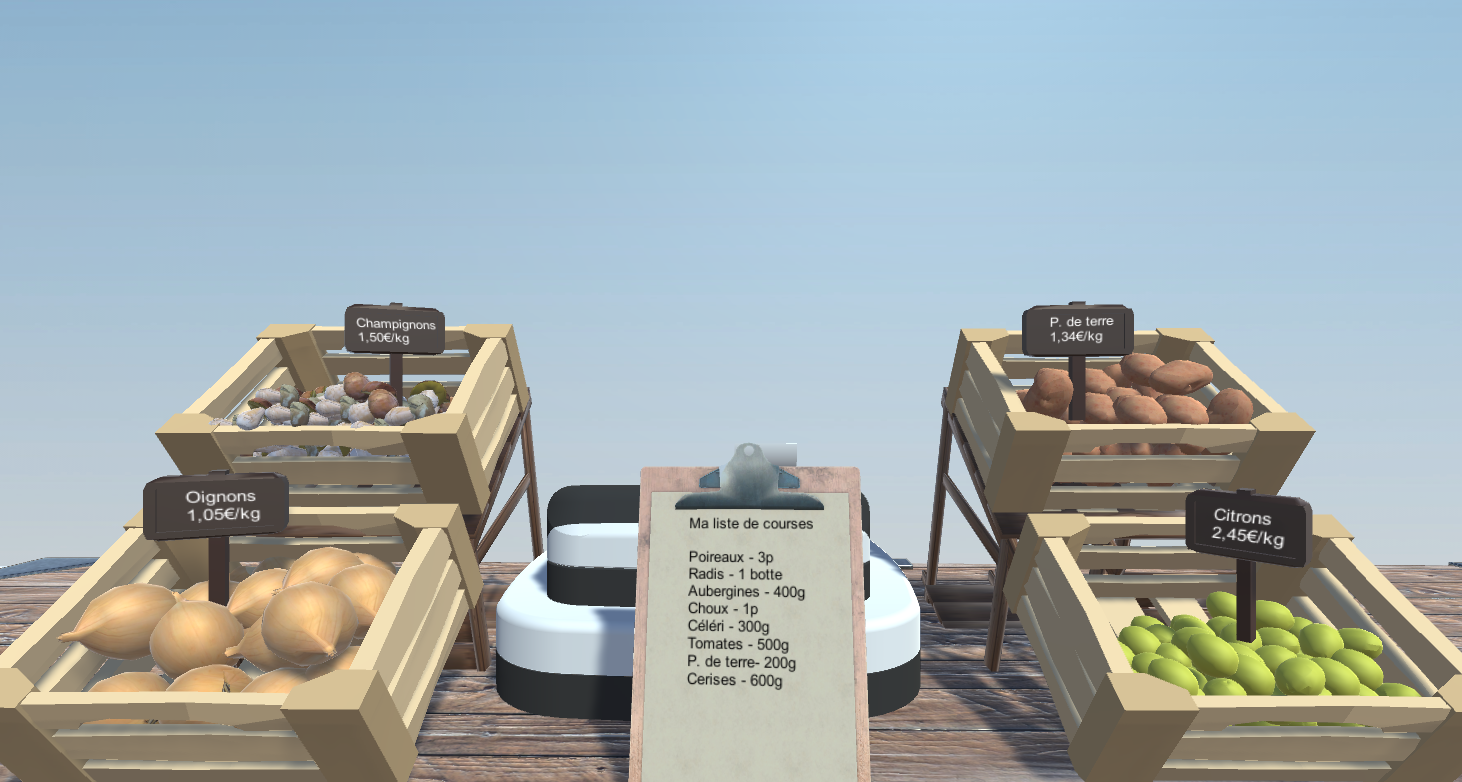 Champignons
1,50€/kg
P. de terre
1,34€/kg
Oignons
1,05€/kg
Citrons
2,45€/kg
Ma liste de courses
Poireaux - 3p
Radis - 1 botte
Aubergines - 400g
Choux - 1p
Céléri - 300g
Tomates - 500g
P. de terre- 200g
Cerises - 600g